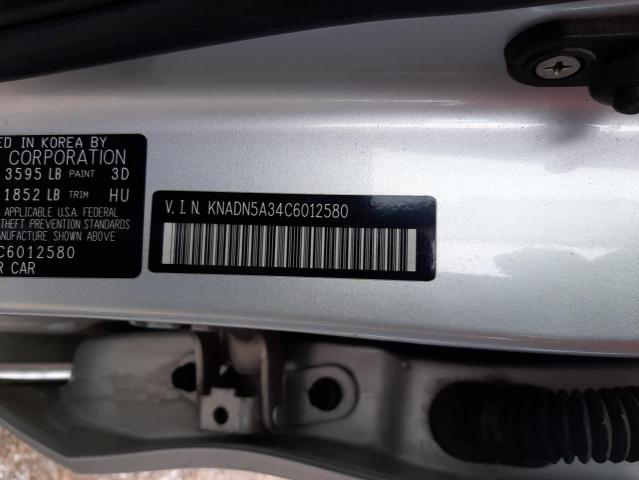 ED IN KOREA BY
CORPORATION
3595 LB PAINT 3D
1852 LB TRIM HU
APPLICABLE U.S.A. FEDERAL
THEFT PREVENTION STANDARDS
MANUFACTURE SHOWN ABOVE
C6012580
R CAR
V.I.N. KNADN5A34C6012580